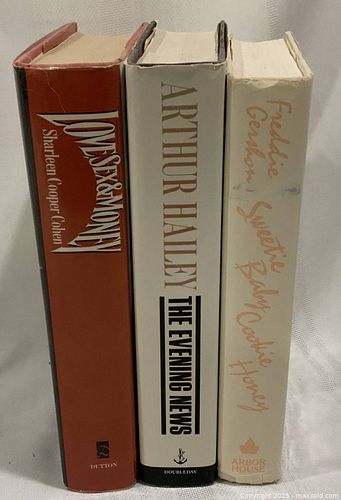 LOVE, SEX & MONEY
Sharleen Cooper Cohen
DUTTON
ARTHUR HAILEY
THE EVENING NEWS
DOUBLEDAY
Freddie
Gershon
Sweetie
Baby
Cookie
Honey
ARBOR
HOUSE
Copyright 2025 - maxsold.com